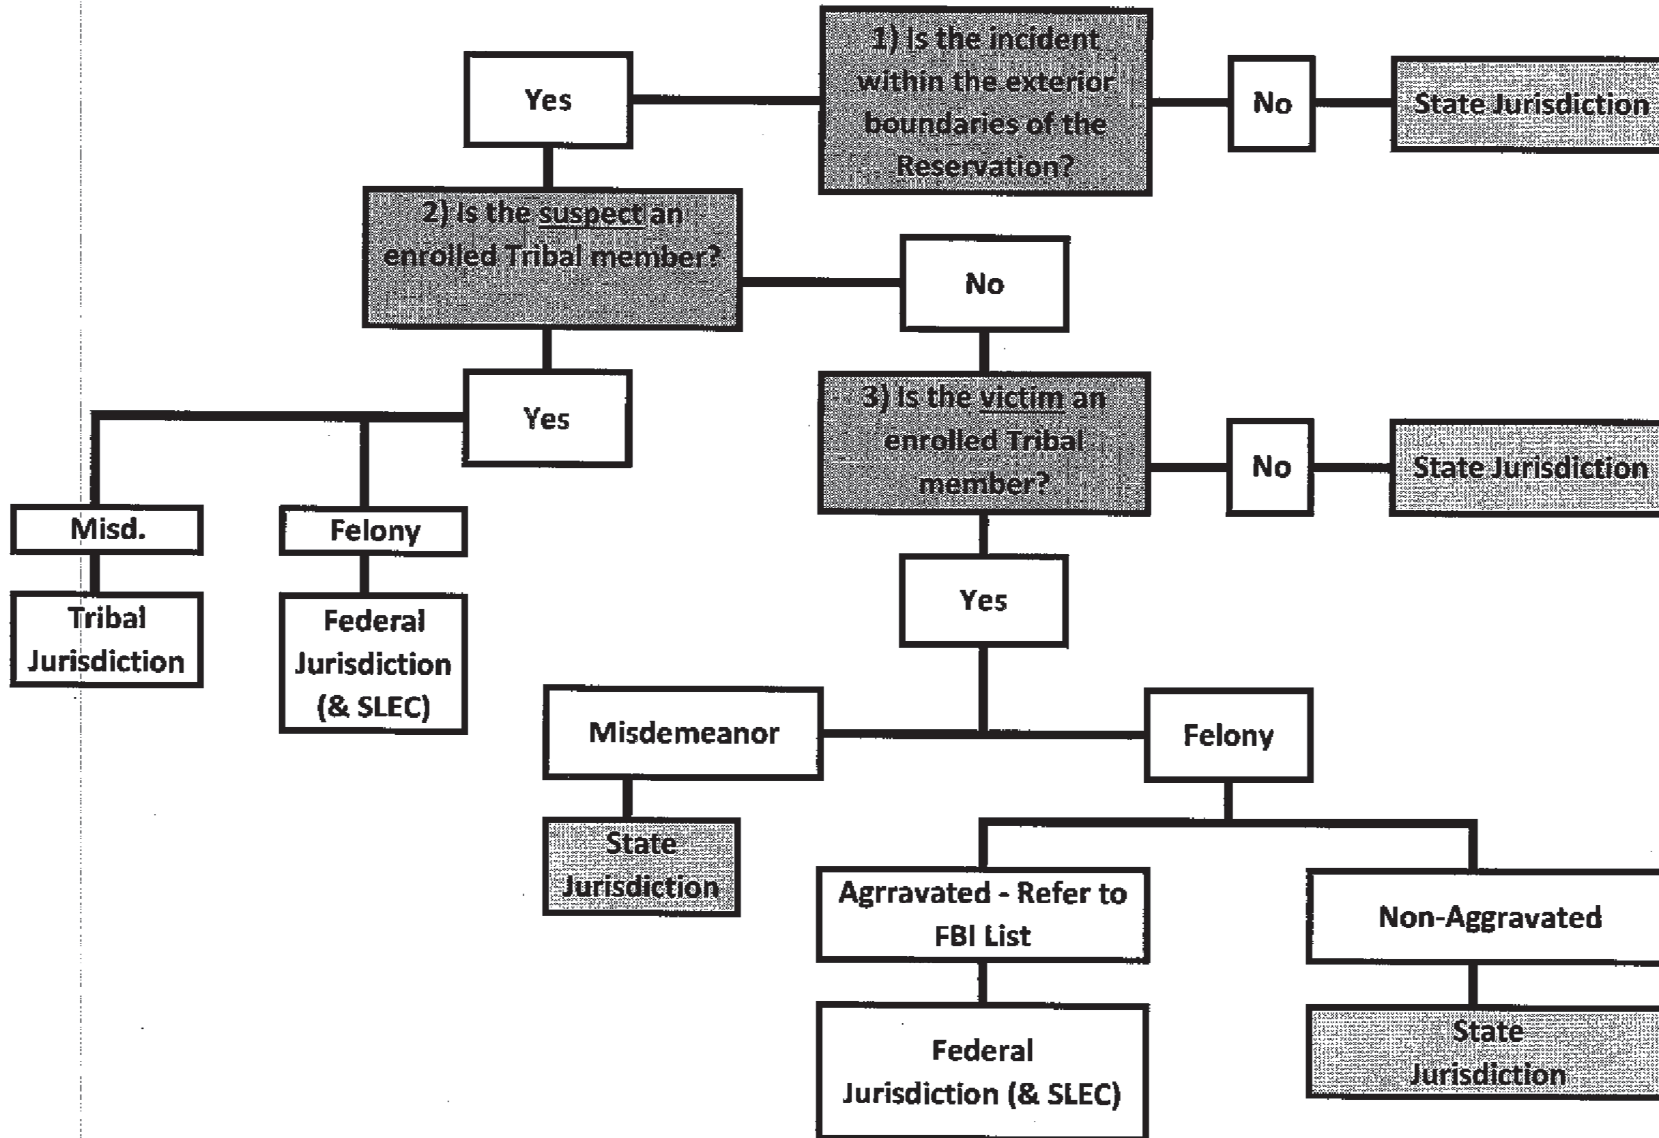 1) Is the incident
within the exterior
boundaries of the
Reservation?
Yes
No
State Jurisdiction
2) Is the suspect an
enrolled Tribal member?
No
Yes
3) Is the victim an
enrolled Tribal
member?
No
State Jurisdiction
Misd.
Felony
Tribal
Jurisdiction
Federal
Jurisdiction
(& SLEC)
Yes
Misdemeanor
Felony
State
Jurisdiction
Agrravated - Refer to
FBI List
Non-Aggravated
Federal
Jurisdiction (& SLEC)
State
Jurisdiction